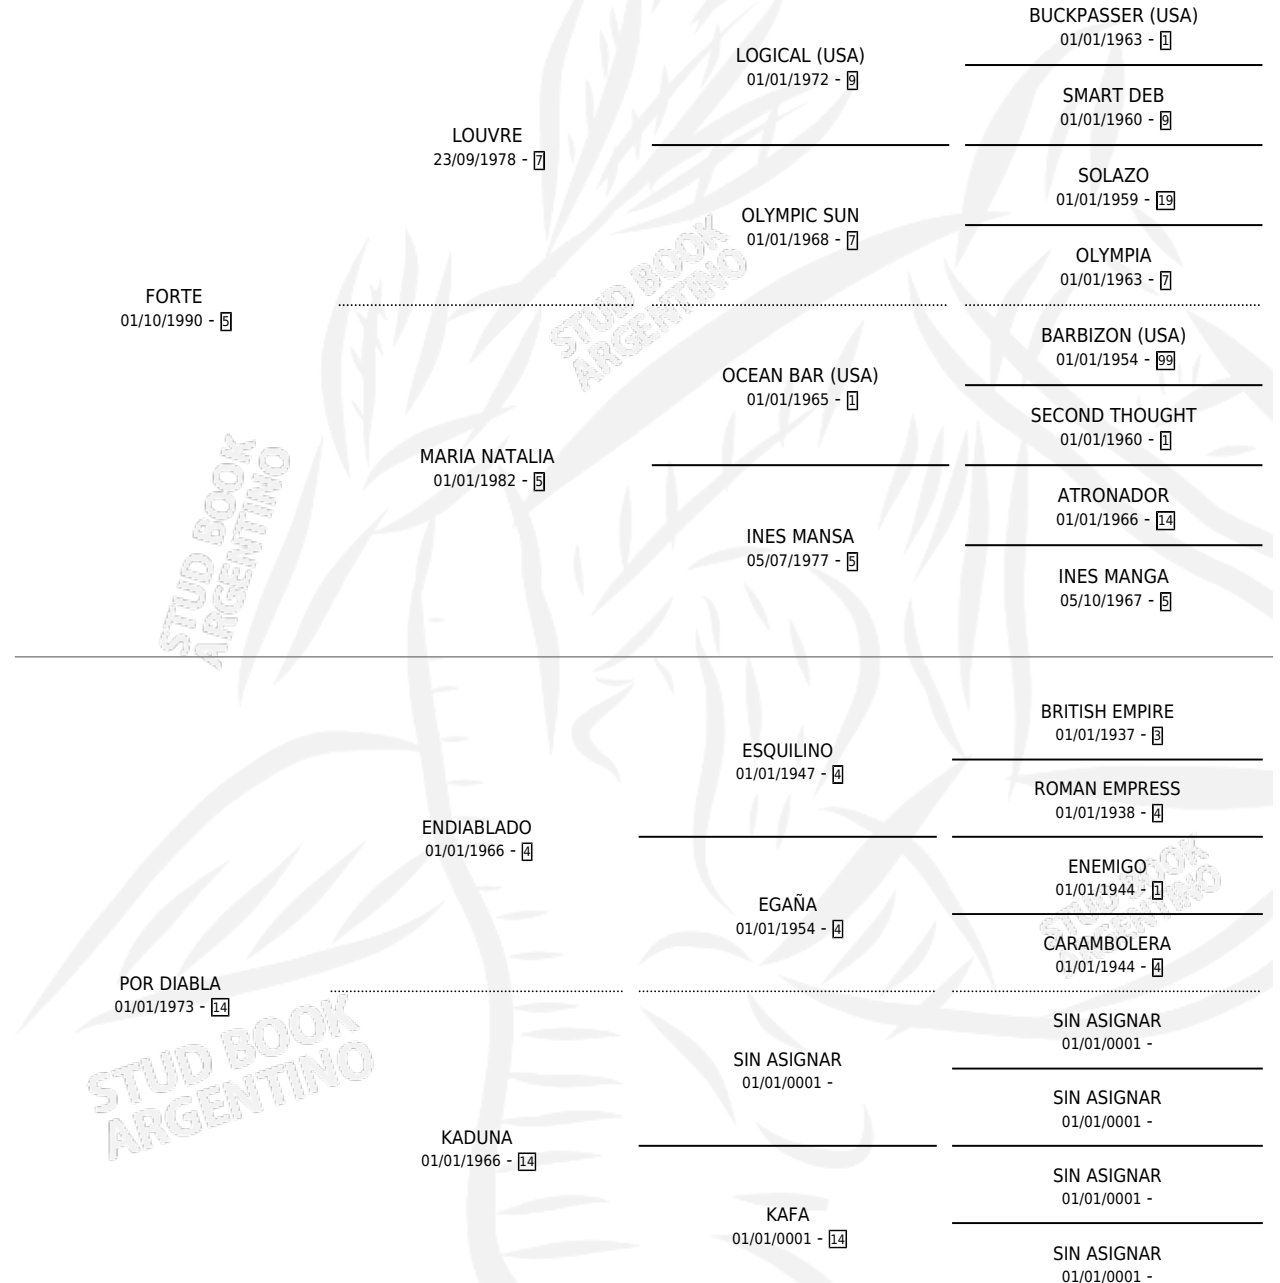 BUCKPASSER (USA)
01/01/1963 - 1
LOGICAL (USA)
01/01/1972 - 9
SMART DEB
01/01/1960 - 9
LOUVRE
23/09/1978 - 7
SOLAZO
01/01/1959 - 19
OLYMPIC SUN
01/01/1968 - 7
OLYMPIA
01/01/1963 - 7
FORTE
01/10/1990 - 5
BARBIZON (USA)
01/01/1954 - 99
OCEAN BAR (USA)
01/01/1965 - 1
SECOND THOUGHT
01/01/1960 - 1
MARIA NATALIA
01/01/1982 - 5
ATRONADOR
01/01/1966 - 14
INES MANSA
05/07/1977 - 5
INES MANGA
05/10/1967 - 5
BRITISH EMPIRE
01/01/1937 - 3
ESQUILINO
01/01/1947 - 4
ROMAN EMPRESS
01/01/1938 - 4
ENDIABLADO
01/01/1966 - 4
ENEMIGO
01/01/1944 - 1
EGAÑA
01/01/1954 - 4
CARAMBOLERA
01/01/1944 - 4
POR DIABLA
01/01/1973 - 14
SIN ASIGNAR
01/01/0001 -
SIN ASIGNAR
01/01/0001 -
SIN ASIGNAR
01/01/0001 -
KADUNA
01/01/1966 - 14
SIN ASIGNAR
01/01/0001 -
KAFA
01/01/0001 - 14
SIN ASIGNAR
01/01/0001 -
STUD BOOK
ARGENTINO
STUD BOOK
ARGENTINO
STUD BOOK
ARGENTINO
STUD BOOK
ARGENTINO